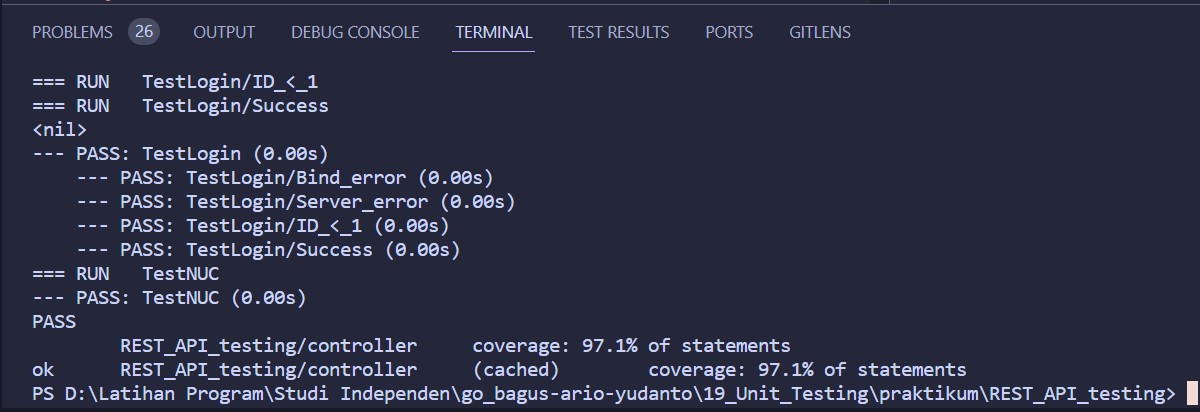 PROBLEMS 26 OUTPUT DEBUG CONSOLE TERMINAL TEST RESULTS PORTS GITLENS
=== RUN   TestLogin/ID_<_1
=== RUN   TestLogin/Success
<nil>
--- PASS: TestLogin (0.00s)
    --- PASS: TestLogin/Bind_error (0.00s)
    --- PASS: TestLogin/Server_error (0.00s)
    --- PASS: TestLogin/ID_<_1 (0.00s)
    --- PASS: TestLogin/Success (0.00s)
=== RUN   TestNUC
--- PASS: TestNUC (0.00s)
PASS
        REST_API_testing/controller     coverage: 97.1% of statements
ok      REST_API_testing/controller     (cached)        coverage: 97.1% of statements
PS D:\Latihan Program\Studi Independen\go_bagus-ario-yudanto\19_Unit_Testing\praktikum\REST_API_testing>